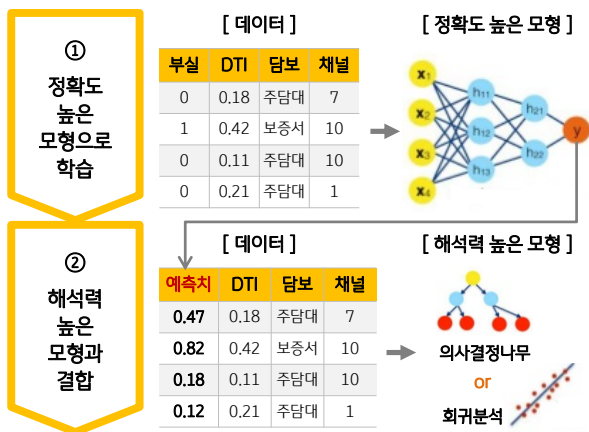 ①
정확도
높은
모형으로
학습
[ 데이터 ]
부실 DTI 담보 채널
0 0.18 주담대 7
1 0.42 보증서 10
0 0.11 주담대 10
0 0.21 주담대 1
[ 정확도 높은 모형 ]
x1 h11 h21 y
x2 h12 h22
x3 h13
x4
②
해석력
높은
모형과
결합
[ 데이터 ]
예측치 DTI 담보 채널
0.47 0.18 주담대 7
0.82 0.42 보증서 10
0.18 0.11 주담대 10
0.12 0.21 주담대 1
[ 해석력 높은 모형 ]
의사결정나무
or
회귀분석